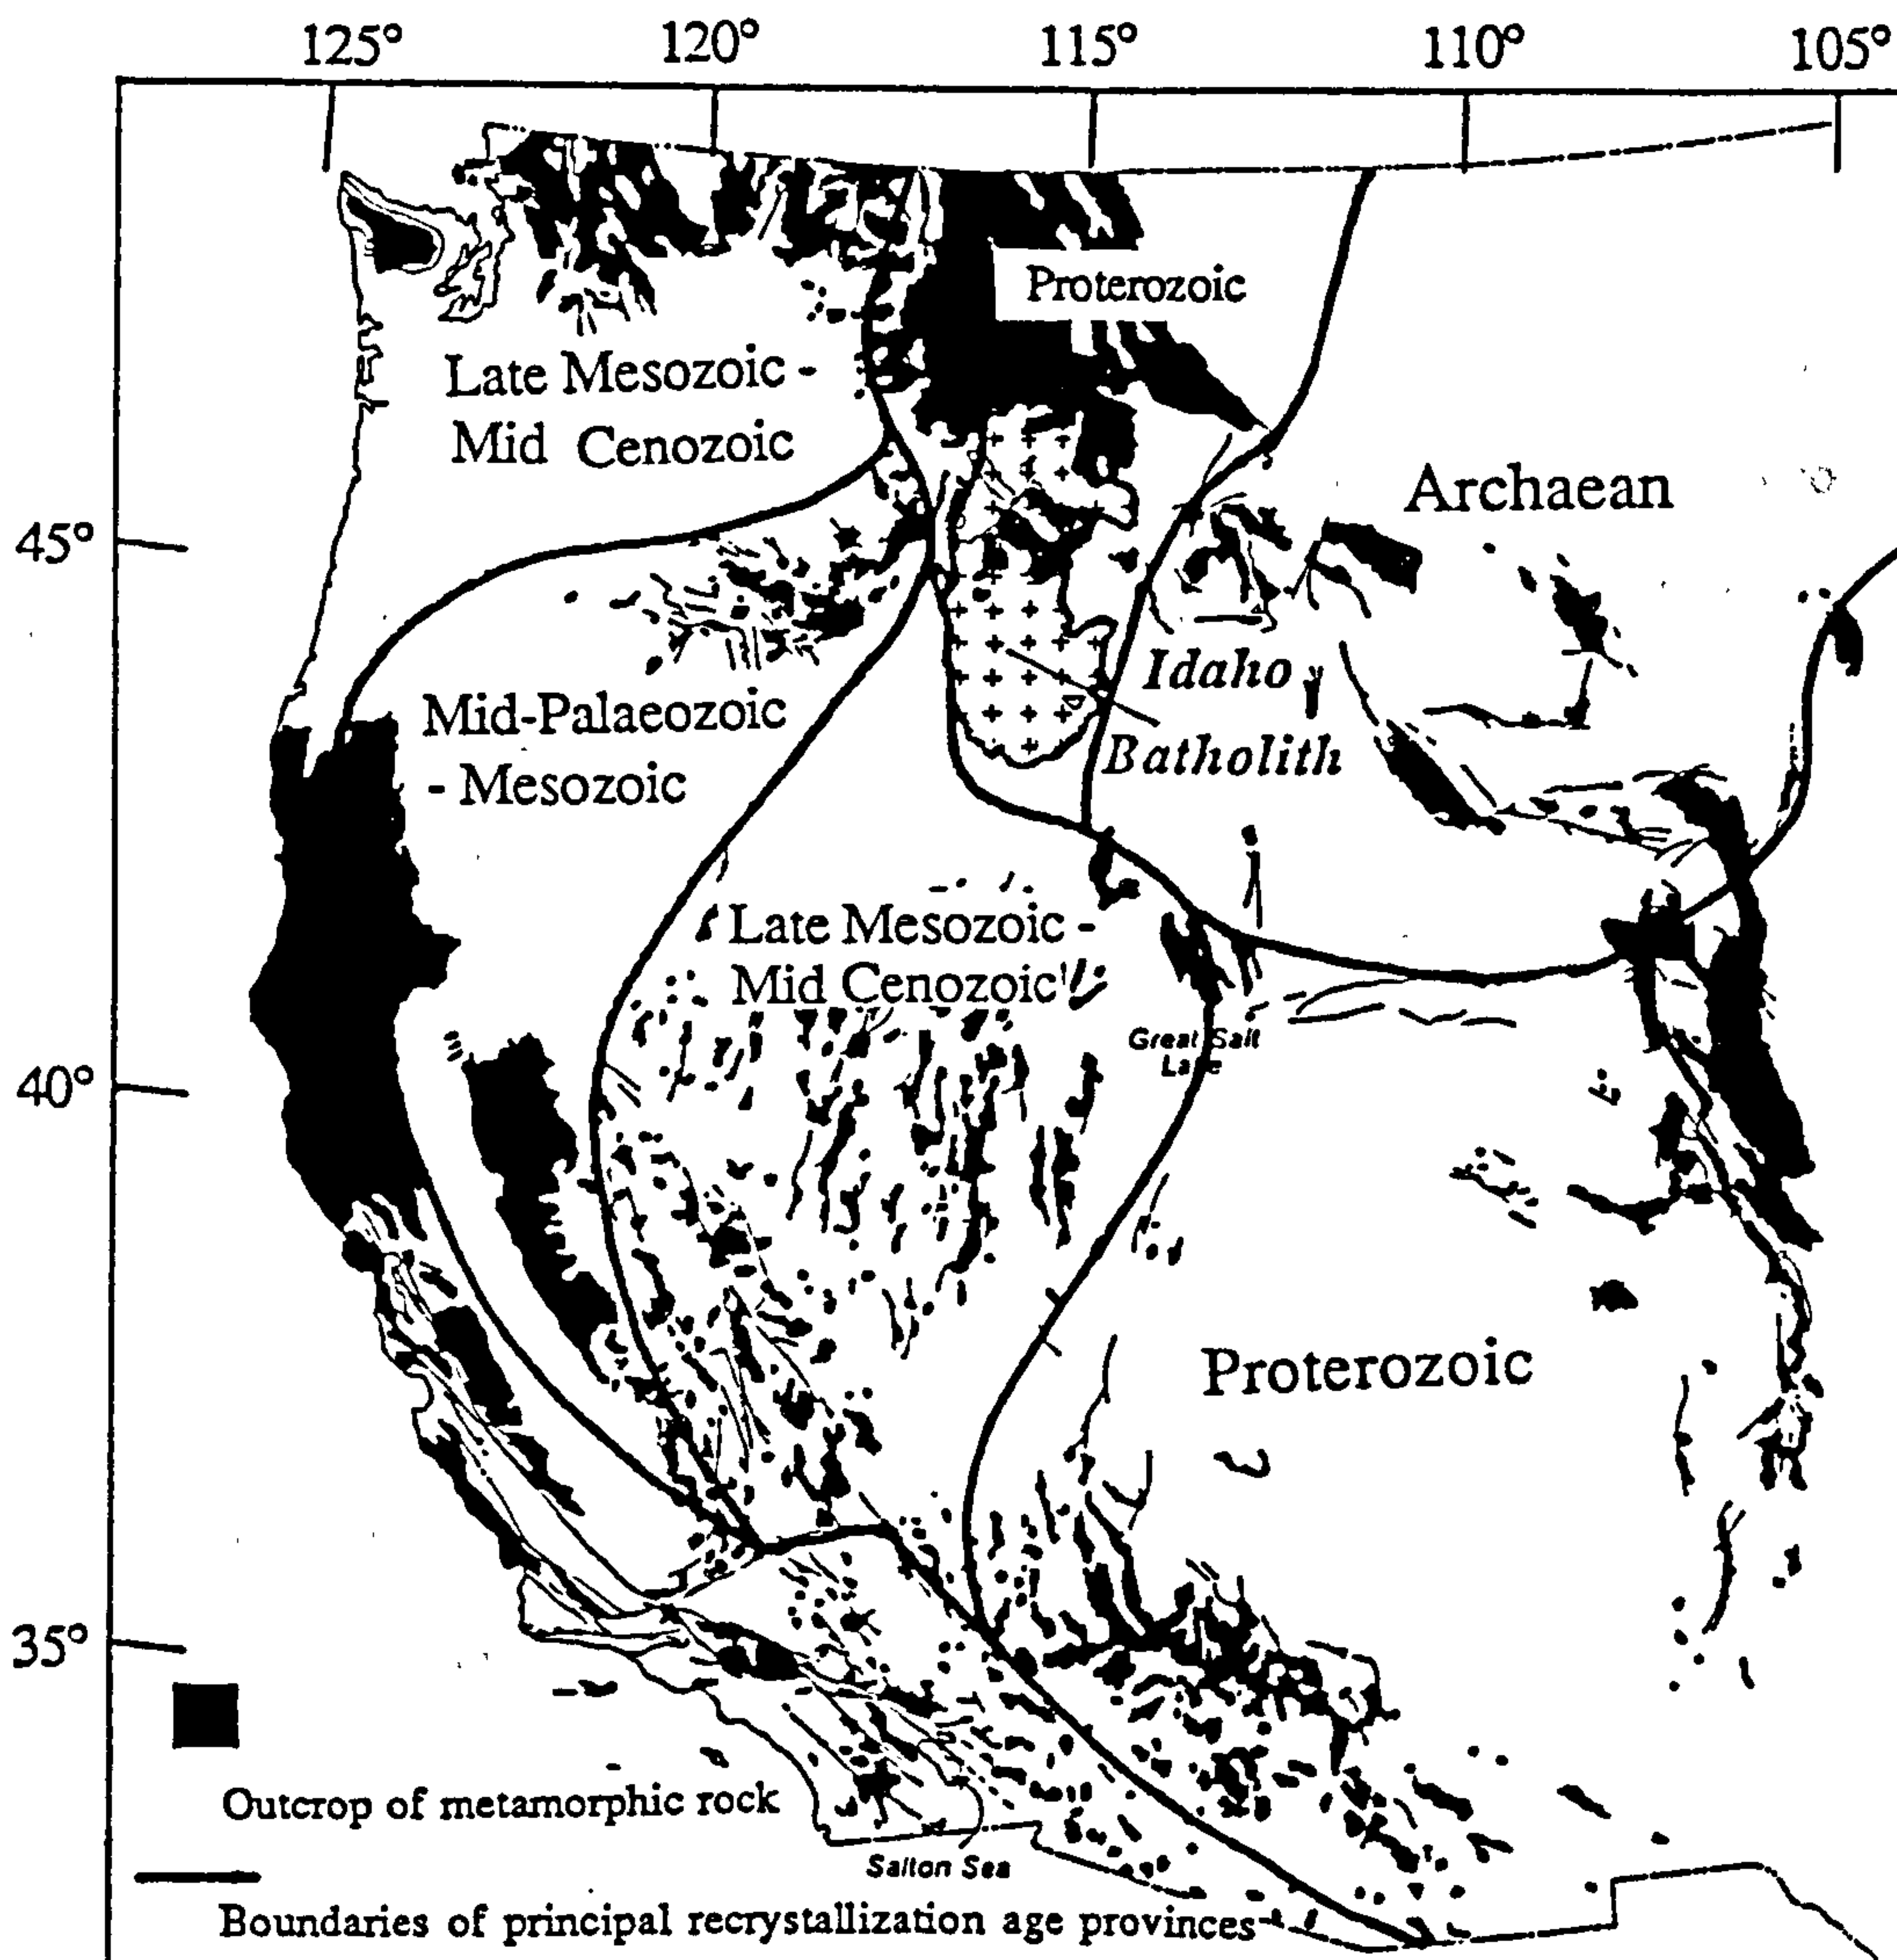 125° 120° 115° 110° 105°
Proterozoic
Late Mesozoic -
Mid Cenozoic
Archaean
45°
Idaho
Mid-Palaeozoic
- Mesozoic
Batholith
Late Mesozoic -
Mid Cenozoic
Great Salt
Lake
40°
Proterozoic
35°
Outcrop of metamorphic rock
Salton Sea
Boundaries of principal recrystallization age provinces